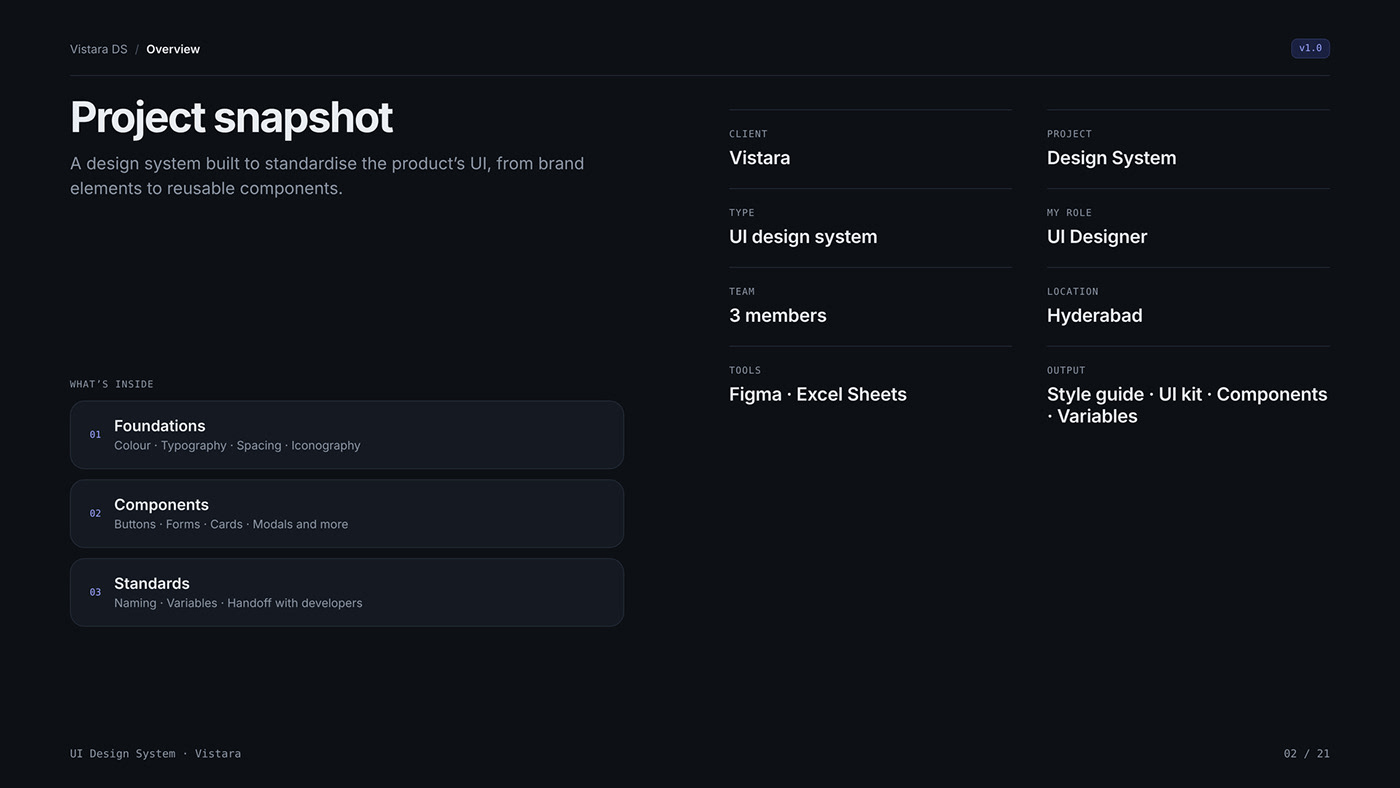 Vistara DS / Overview
v1.0
Project snapshot
A design system built to standardise the product’s UI, from brand
elements to reusable components.
CLIENT
Vistara
PROJECT
Design System
TYPE
UI design system
MY ROLE
UI Designer
TEAM
3 members
LOCATION
Hyderabad
TOOLS
Figma · Excel Sheets
OUTPUT
Style guide · UI kit · Components
· Variables
WHAT’S INSIDE
01
Foundations
Colour · Typography · Spacing · Iconography
02
Components
Buttons · Forms · Cards · Modals and more
03
Standards
Naming · Variables · Handoff with developers
UI Design System · Vistara
02 / 21